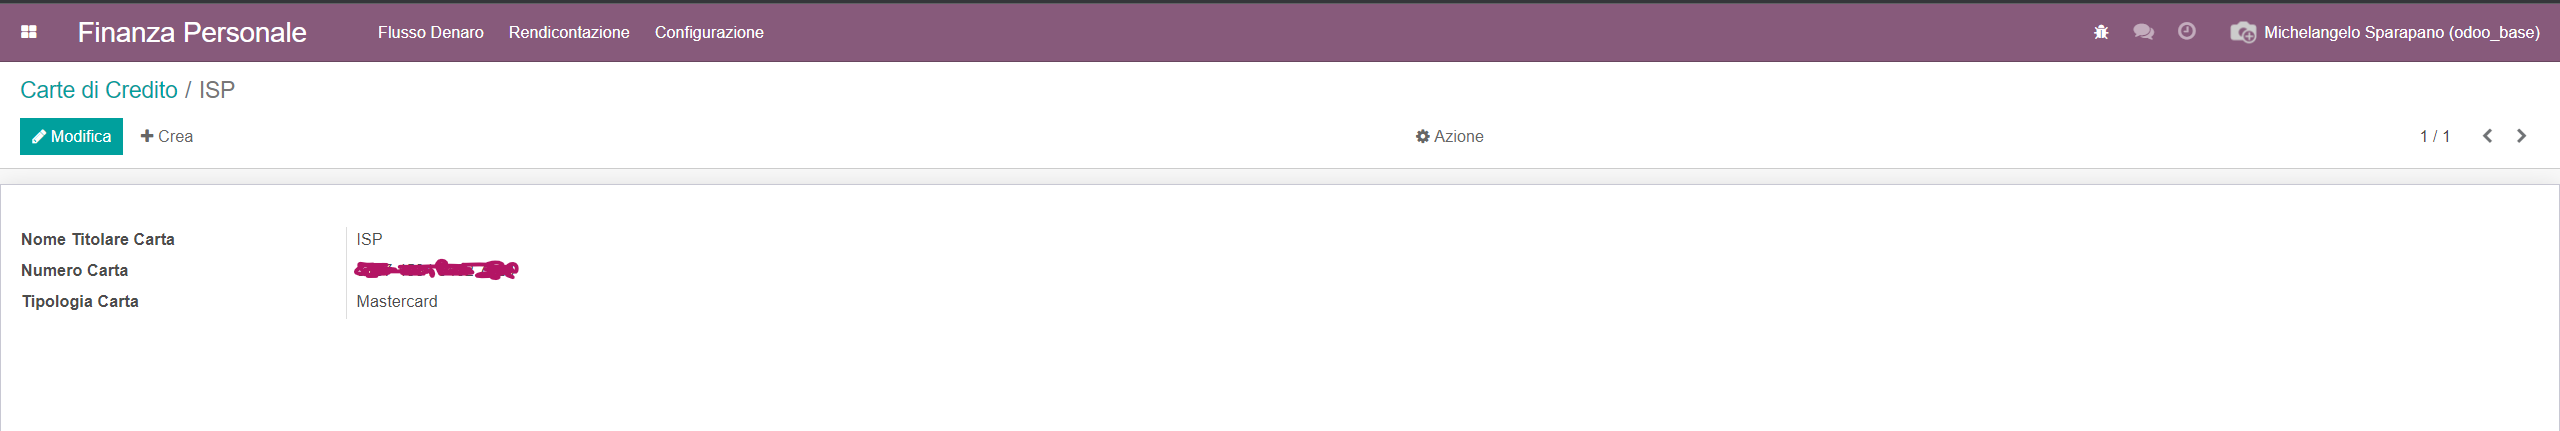 Finanza Personale Flusso Denaro Rendicontazione Configurazione Michelangelo Sparapano (odoo_base)
Carte di Credito / ISP
Modifica Crea Azione 1 / 1
Nome Titolare Carta ISP
Numero Carta
Tipologia Carta Mastercard